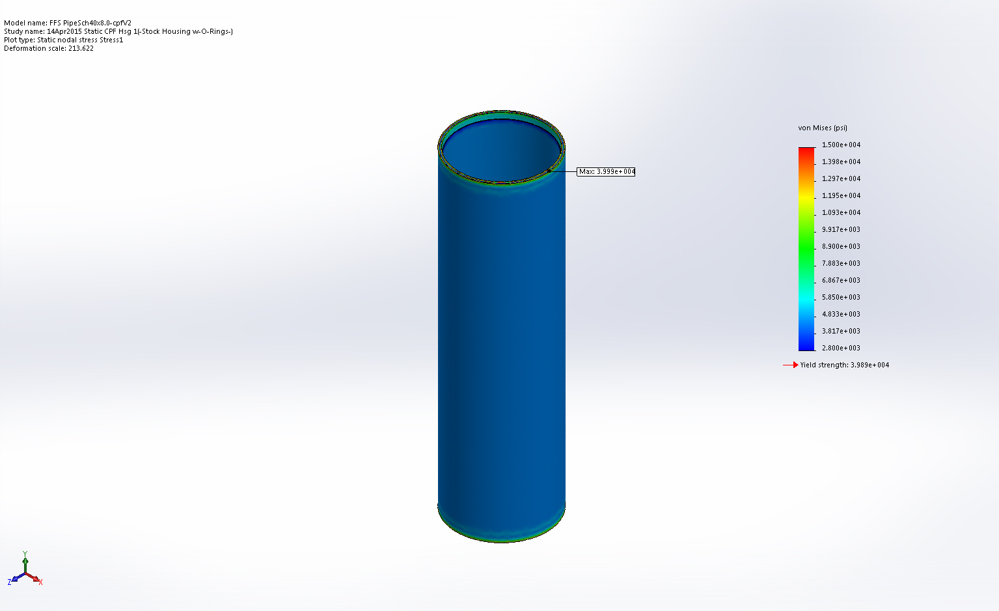 Model name: FFS PipeSch40x8.0-cpfV2
Study name: 14Apr2015 Static CPF Hsg 1(-Stock Housing w-O-Rings-)
Plot type: Static nodal stress Stress1
Deformation scale: 213.622
von Mises (psi)
1.500e+004
1.398e+004
1.297e+004
1.195e+004
1.093e+004
9.917e+003
8.900e+003
7.883e+003
6.867e+003
5.850e+003
4.833e+003
3.817e+003
2.800e+003
Yield strength: 3.989e+004
Max: 3.999e+004
Y
Z
X